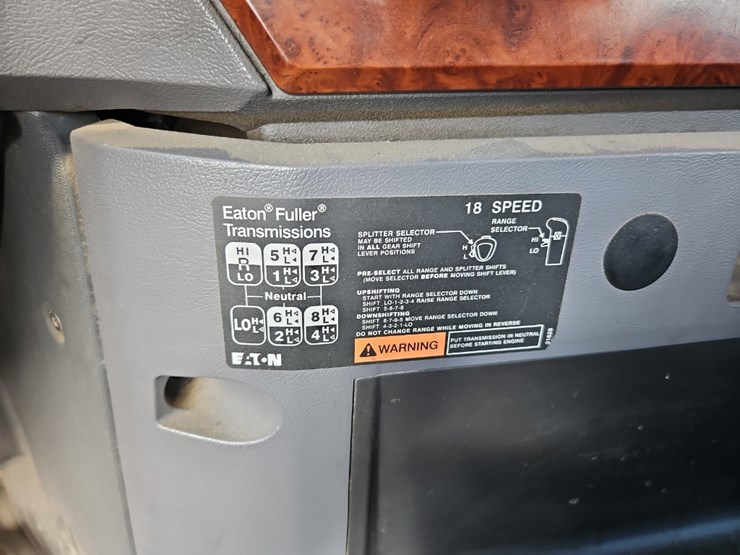 Eaton® Fuller®
Transmissions
18 SPEED
SPLITTER SELECTOR
MAY BE SHIFTED
IN ALL GEAR SHIFT
LEVER POSITIONS
H
L
RANGE
SELECTOR
HI
LO
HI
R
LO
5 H L
1 H L
7 H L
3 H L
Neutral
LO H L
6 H L
2 H L
8 H L
4 H L
PRE-SELECT ALL RANGE AND SPLITTER SHIFTS
(MOVE SELECTOR BEFORE MOVING SHIFT LEVER)
UPSHIFTING
START WITH RANGE SELECTOR DOWN
SHIFT LO-1-2-3-4 RAISE RANGE SELECTOR
SHIFT 5-6-7-8
DOWNSHIFTING
SHIFT 8-7-6-5 MOVE RANGE SELECTOR DOWN
SHIFT 4-3-2-1-LO
DO NOT CHANGE RANGE WHILE MOVING IN REVERSE
WARNING
PUT TRANSMISSION IN NEUTRAL
BEFORE STARTING ENGINE
EATON